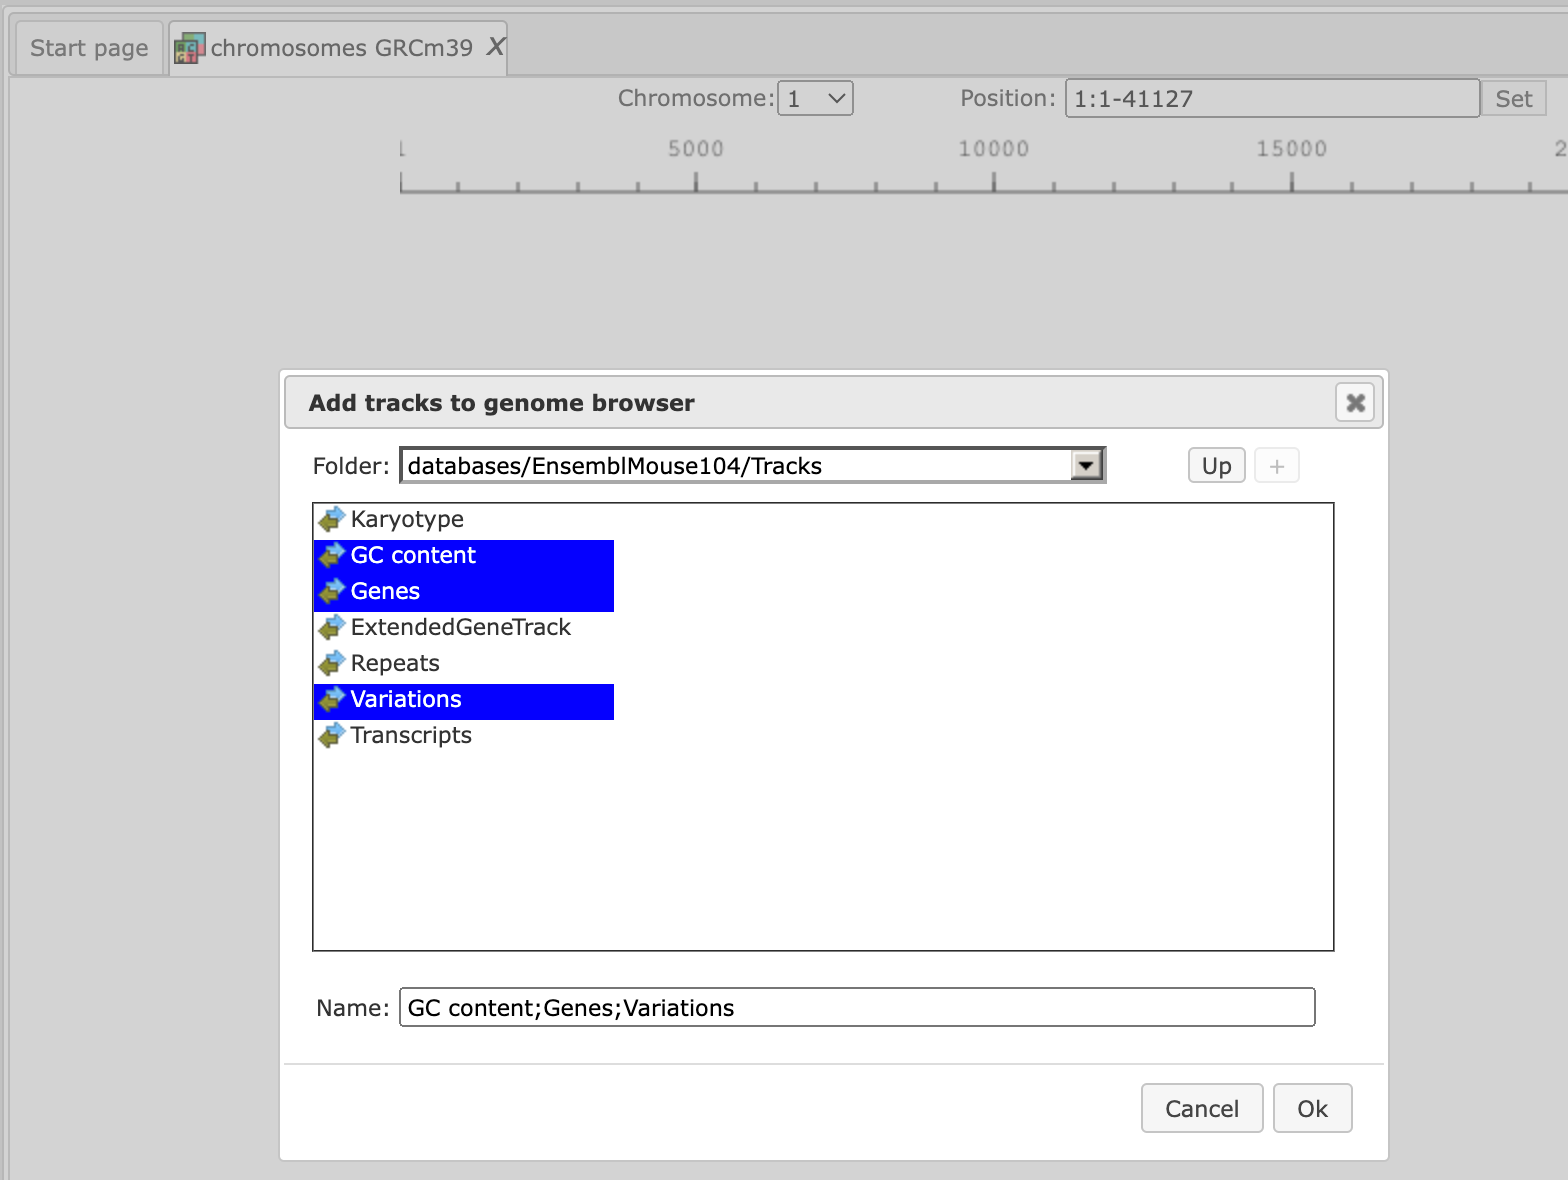 Start page chromosomes GRCm39 X
Chromosome: 1 Position: 1:1-41127 Set
1 5000 10000 15000 2
Add tracks to genome browser
Folder: databases/EnsemblMouse104/Tracks Up +
Karyotype
GC content
Genes
ExtendedGeneTrack
Repeats
Variations
Transcripts
Name: GC content;Genes;Variations
Cancel Ok